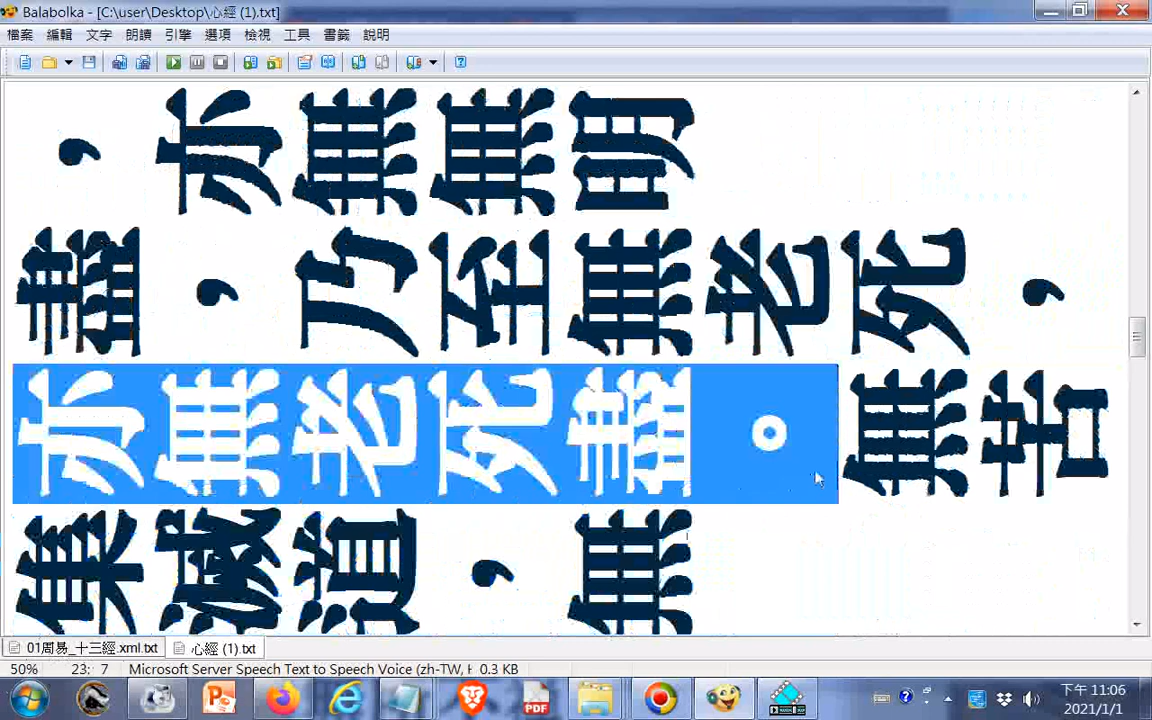 Balabolka - [C:\user\Desktop\心經 (1).txt]
檔案 編輯 文字 朗讀 引擎 選項 檢視 工具 書籤 說明
，亦無無明
盡，乃至無老死，
亦無老死盡。無苦
集滅道，無
01周易_十三經.xml.txt 心經 (1).txt
50% 23: 7 Microsoft Server Speech Text to Speech Voice (zh-TW, H 0.3 KB
PDF
下午 11:06
2021/1/1